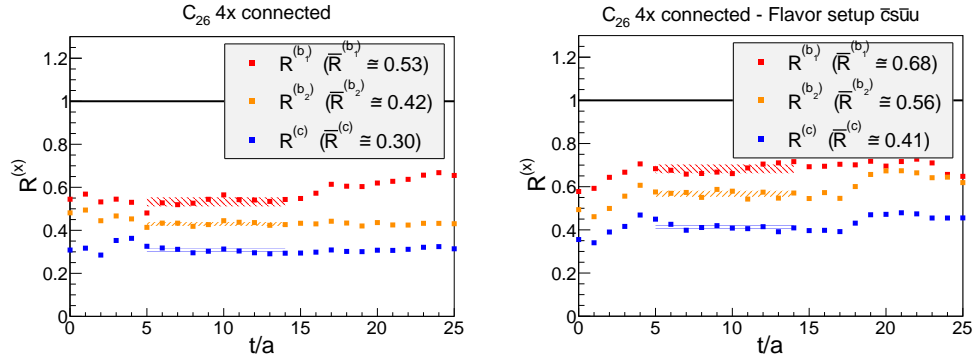 C₂₆ 4x connected
R⁽ˣ⁾
1.2
1
0.8
0.6
0.4
0.2
0
R^(b₁) (R̅^(b₁) ≅ 0.53)
R^(b₂) (R̅^(b₂) ≅ 0.42)
R^(c) (R̅^(c) ≅ 0.30)
0 5 10 15 20 25
t/a
C₂₆ 4x connected - Flavor setup c̅su̅u
R⁽ˣ⁾
1.2
1
0.8
0.6
0.4
0.2
0
R^(b₁) (R̅^(b₁) ≅ 0.68)
R^(b₂) (R̅^(b₂) ≅ 0.56)
R^(c) (R̅^(c) ≅ 0.41)
0 5 10 15 20 25
t/a